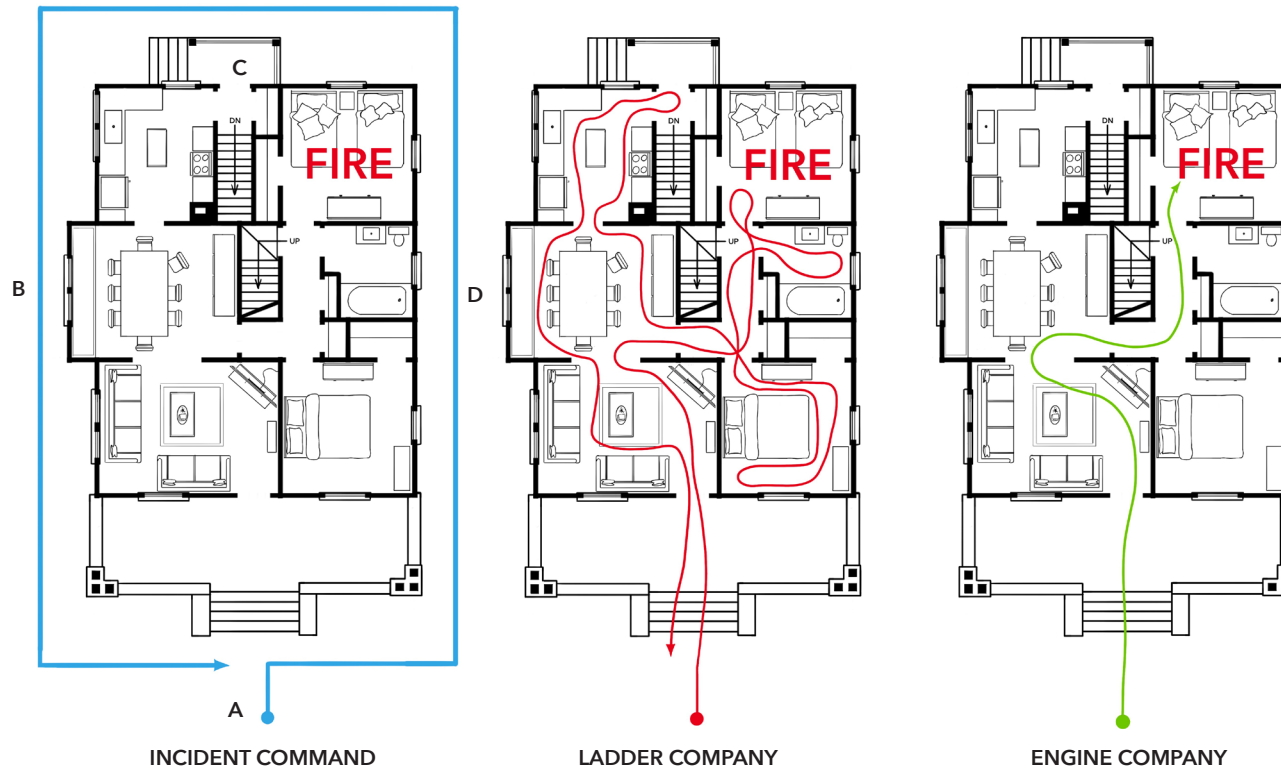 C
DN
FIRE
UP
B
A
INCIDENT COMMAND
DN
FIRE
UP
D
LADDER COMPANY
DN
FIRE
UP
ENGINE COMPANY